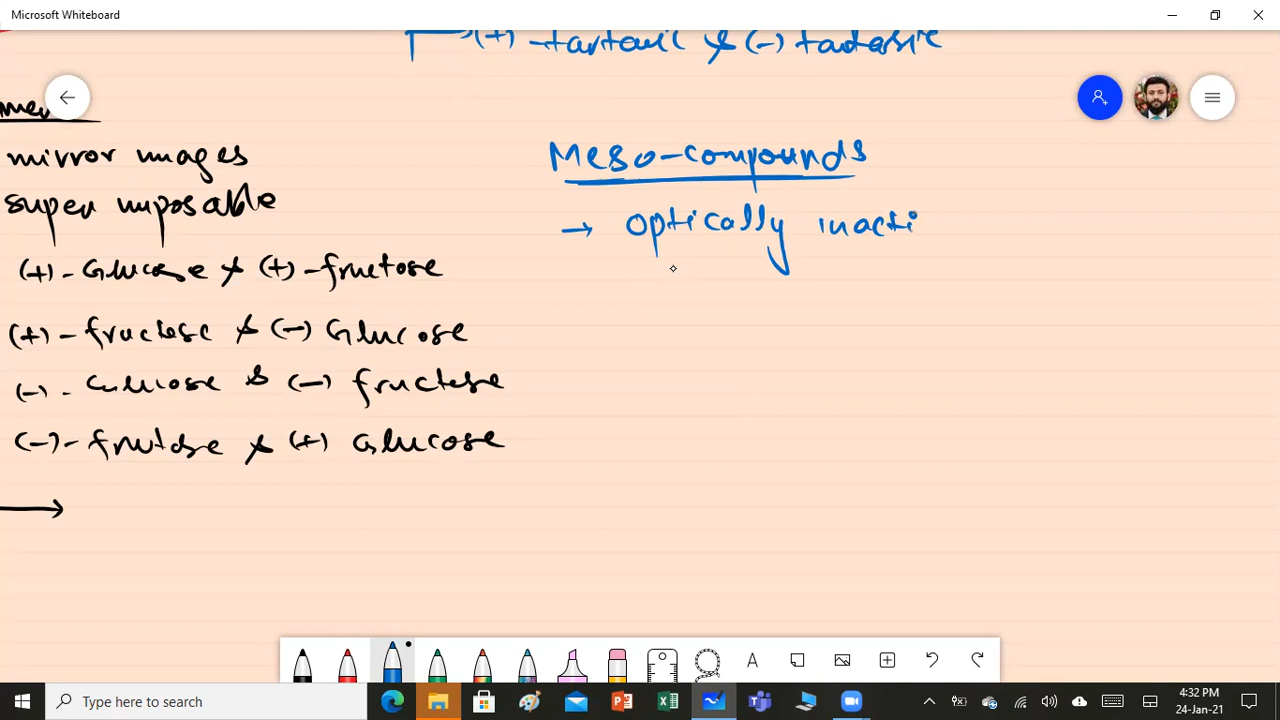 Microsoft Whiteboard
(+) - tartaric & (-) tartaric
mirror images
super imposable
(+) - Glucose & (+) - fructose
(+) - fructose & (-) Glucose
(-) - Glucose & (-) fructose
(-) - frutose & (+) Glucose
Meso-compounds
→ Optically inacti
A
Type here to search
4:32 PM
24-Jan-21